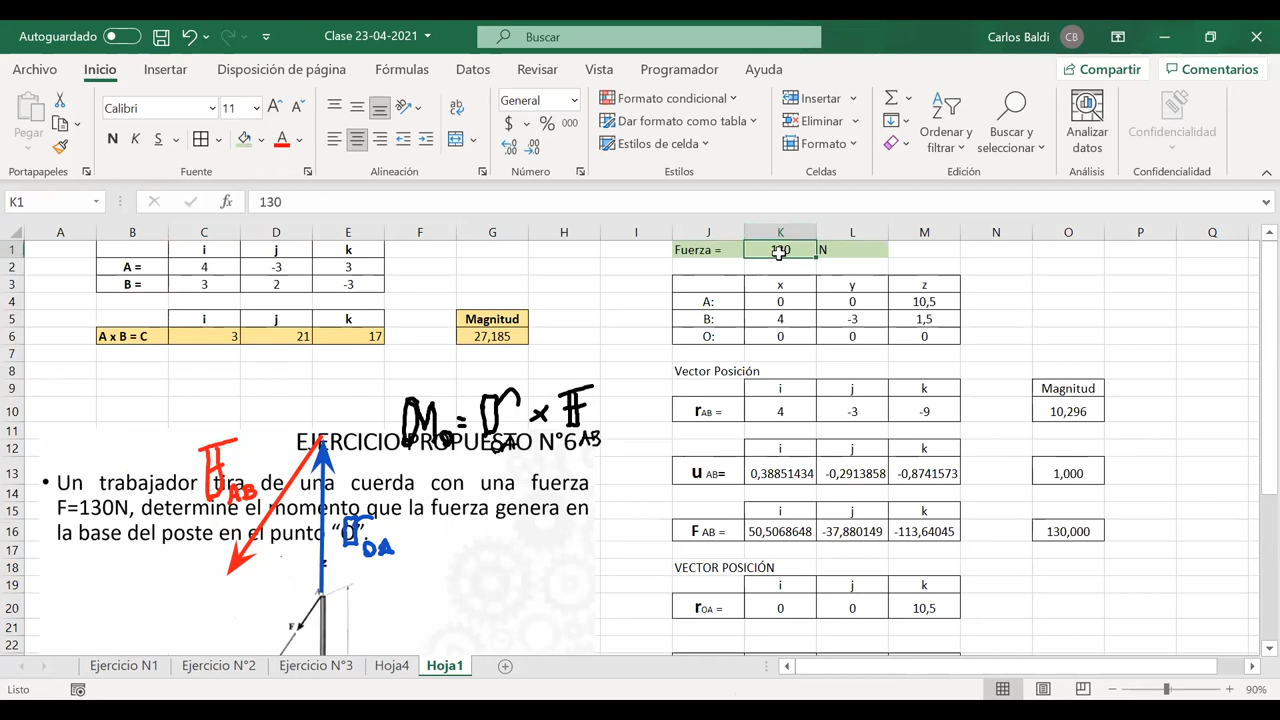 Autoguardado
Clase 23-04-2021
Buscar
Carlos Baldi
CB
Archivo Inicio Insertar Disposición de página Fórmulas Datos Revisar Vista Programador Ayuda
Compartir
Comentarios
Pegar
Calibri 11
N K S
General
$ % 000
Formato condicional
Dar formato como tabla
Estilos de celda
Insertar
Eliminar
Formato
Ordenar y filtrar
Buscar y seleccionar
Analizar datos
Confidencialidad
Portapapeles Fuente Alineación Número Estilos Celdas Edición Análisis Confidencialidad
K1 fx 130
A B C D E F G H I J K L M N O P Q
1 i j k Fuerza = 130 N
2 A = 4 -3 3
3 B = 3 2 -3 x y z
4 A: 0 0 10,5
5 i j k Magnitud B: 4 -3 1,5
6 A x B = C 3 21 17 27,185 O: 0 0 0
7
8 Vector Posición
9 i j k Magnitud
10 rAB = 4 -3 -9 10,296
11
12 i j k
13 u AB= 0,38851434 -0,2913858 -0,8741573 1,000
14
15 i j k
16 F AB = 50,5068648 -37,880149 -113,64045 130,000
17
18 VECTOR POSICIÓN
19 i j k
20 rOA = 0 0 10,5
21
22
Mo = r OA x F AB
EJERCICIO PROPUESTO N°6
F AB
• Un trabajador tira de una cuerda con una fuerza
F=130N, determine el momento que la fuerza genera en
la base del poste en el punto “O”.
r OA
F
Ejercicio N1 Ejercicio N°2 Ejercicio N°3 Hoja4 Hoja1
Listo
90%